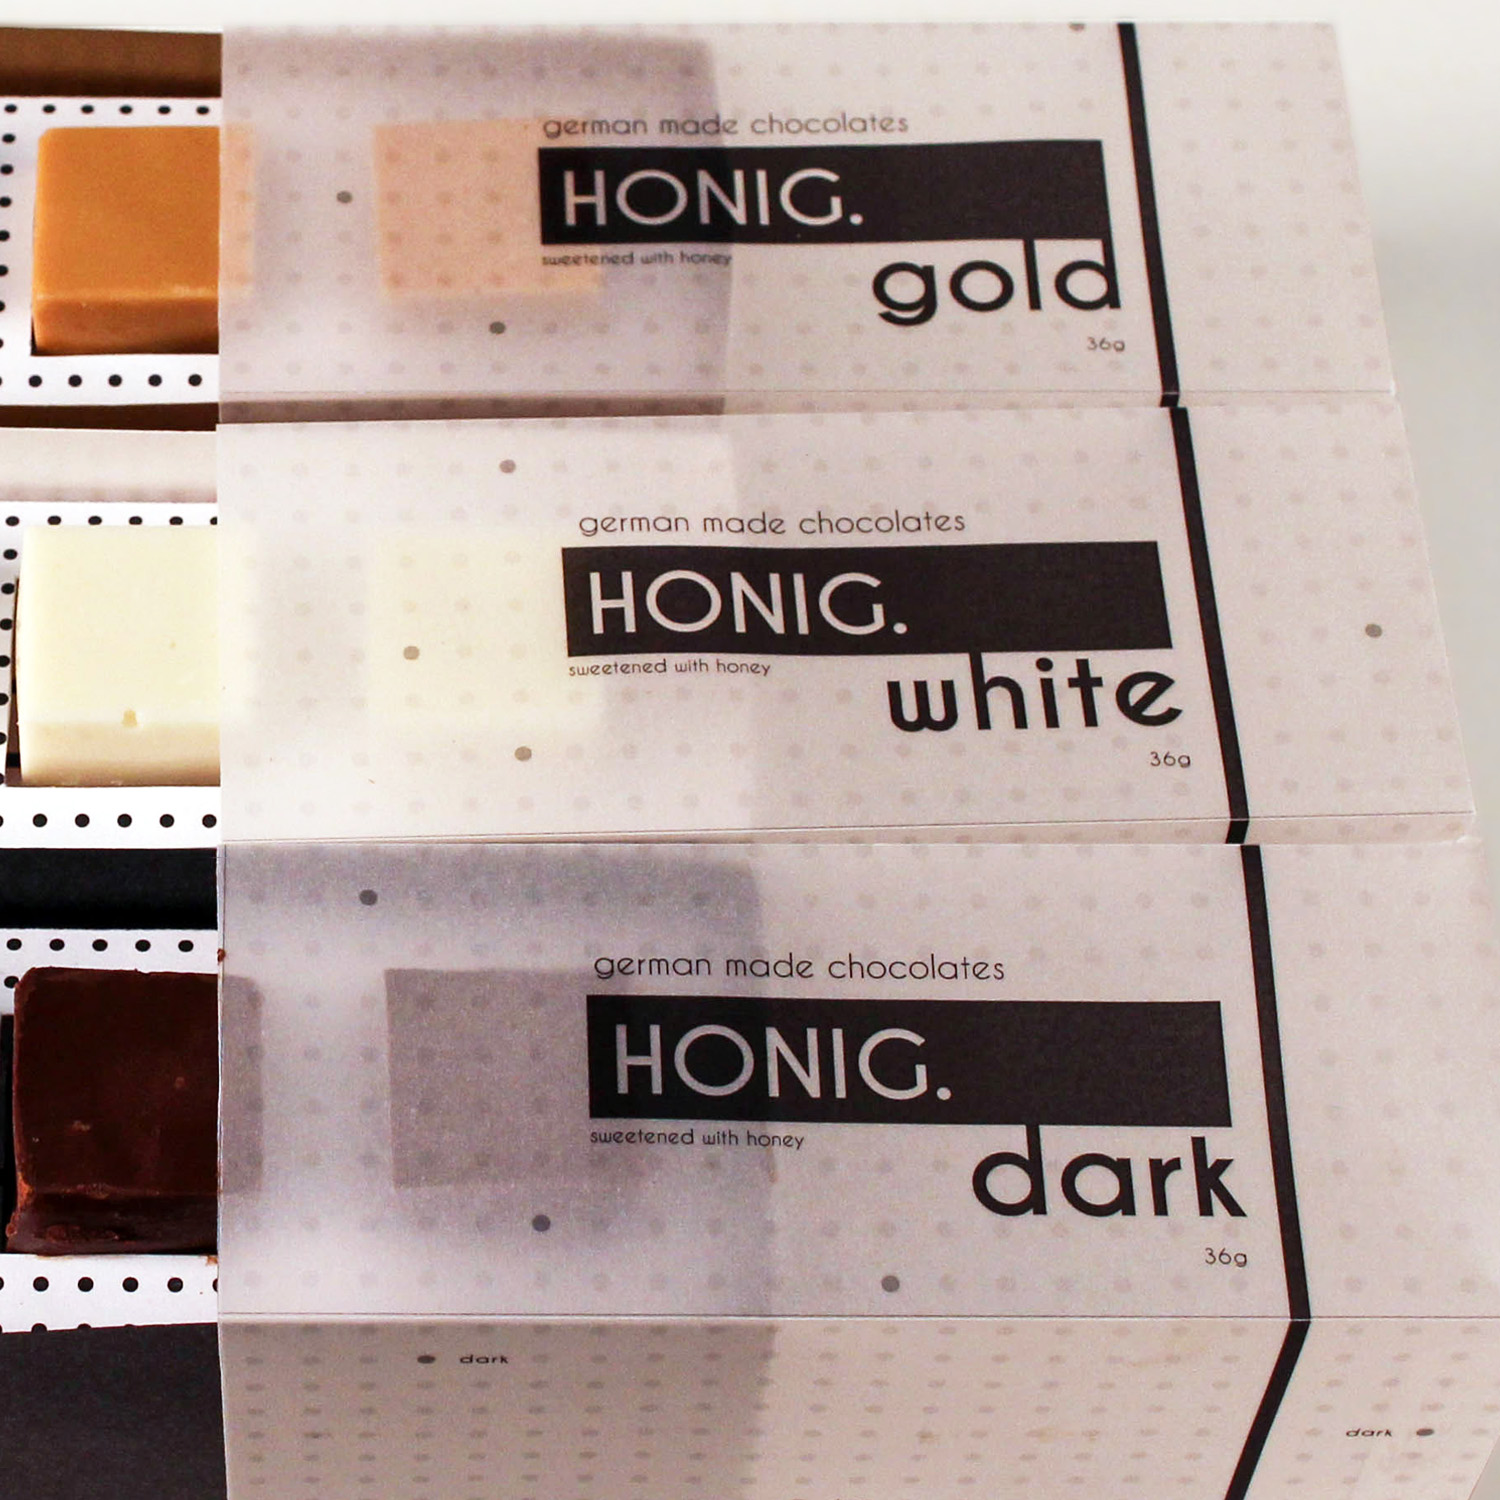 german made chocolates
HONIG.
sweetened with honey
gold
36g
german made chocolates
HONIG.
sweetened with honey
white
36g
german made chocolates
HONIG.
sweetened with honey
dark
36g
dark
dark